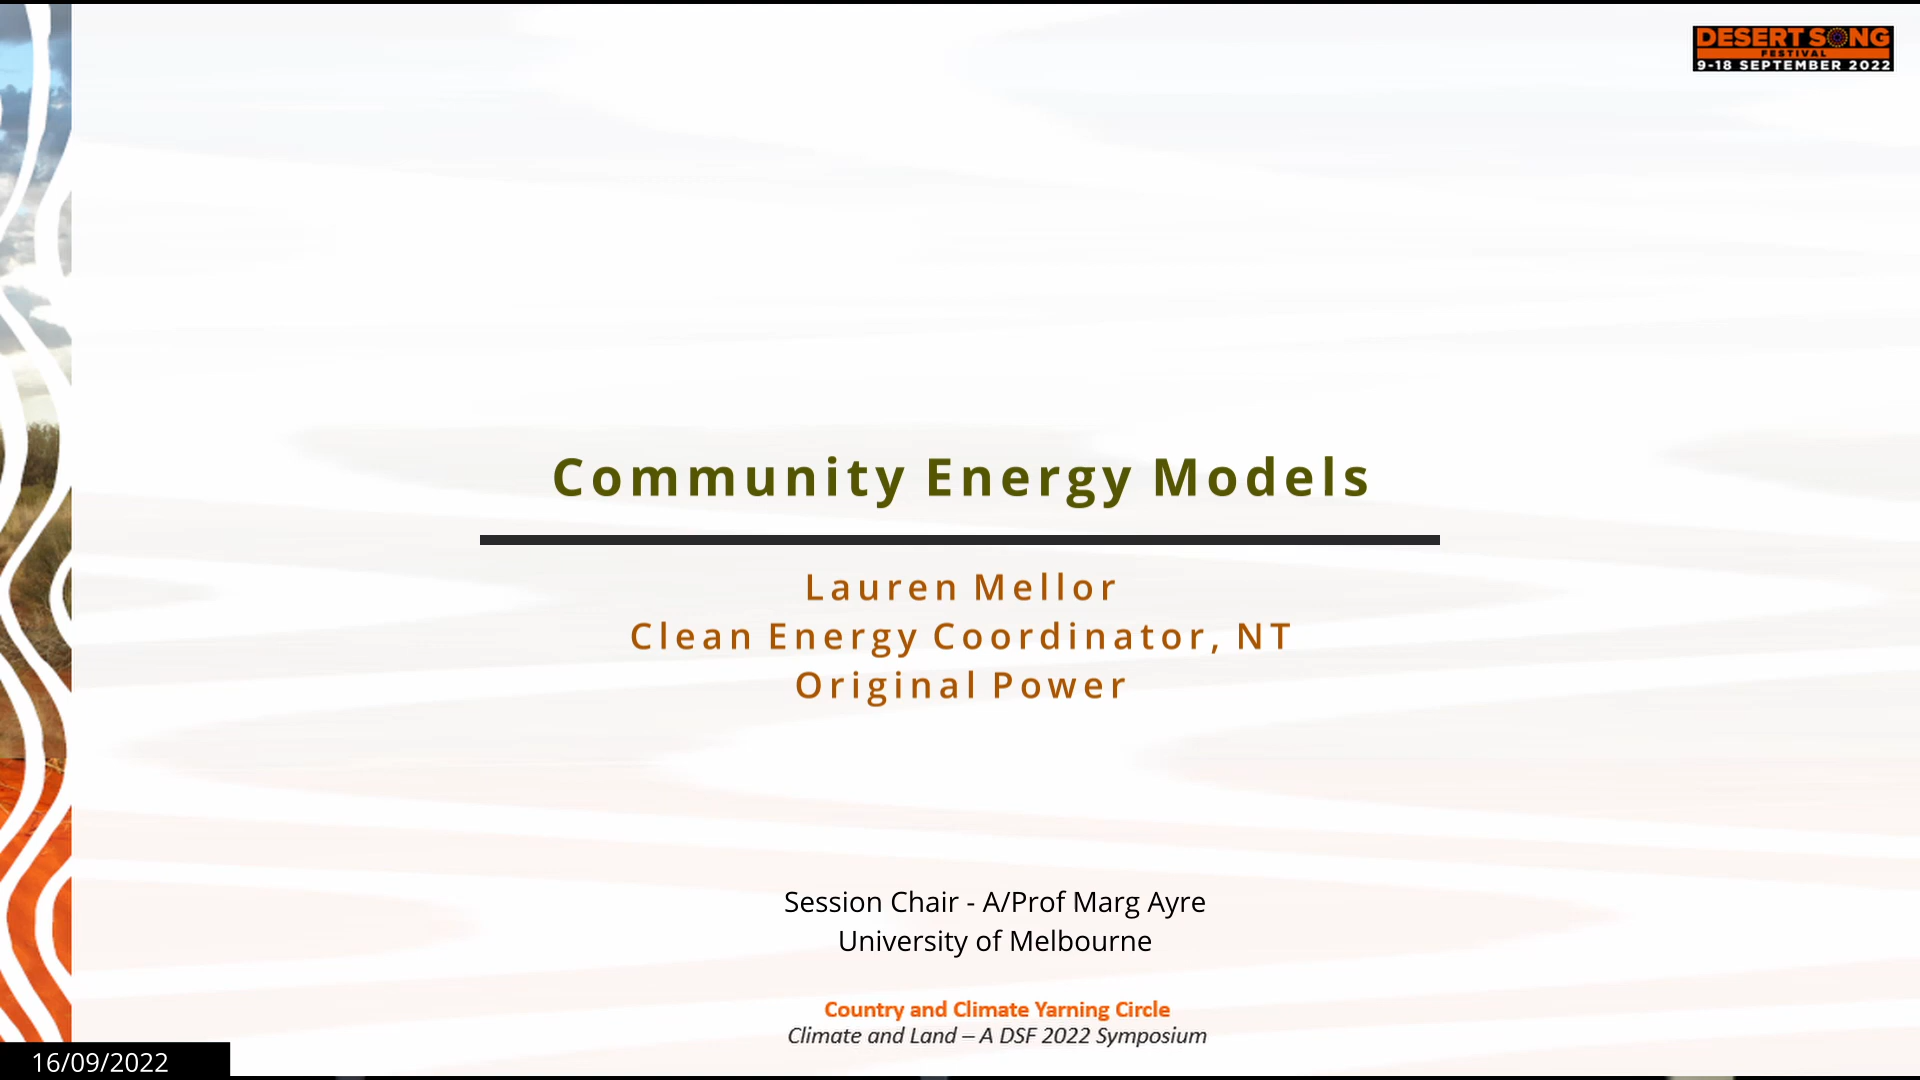 DESERT SONG
FESTIVAL
9-18 SEPTEMBER 2022
Community Energy Models
Lauren Mellor
Clean Energy Coordinator, NT
Original Power
Session Chair - A/Prof Marg Ayre
University of Melbourne
Country and Climate Yarning Circle
Climate and Land – A DSF 2022 Symposium
16/09/2022